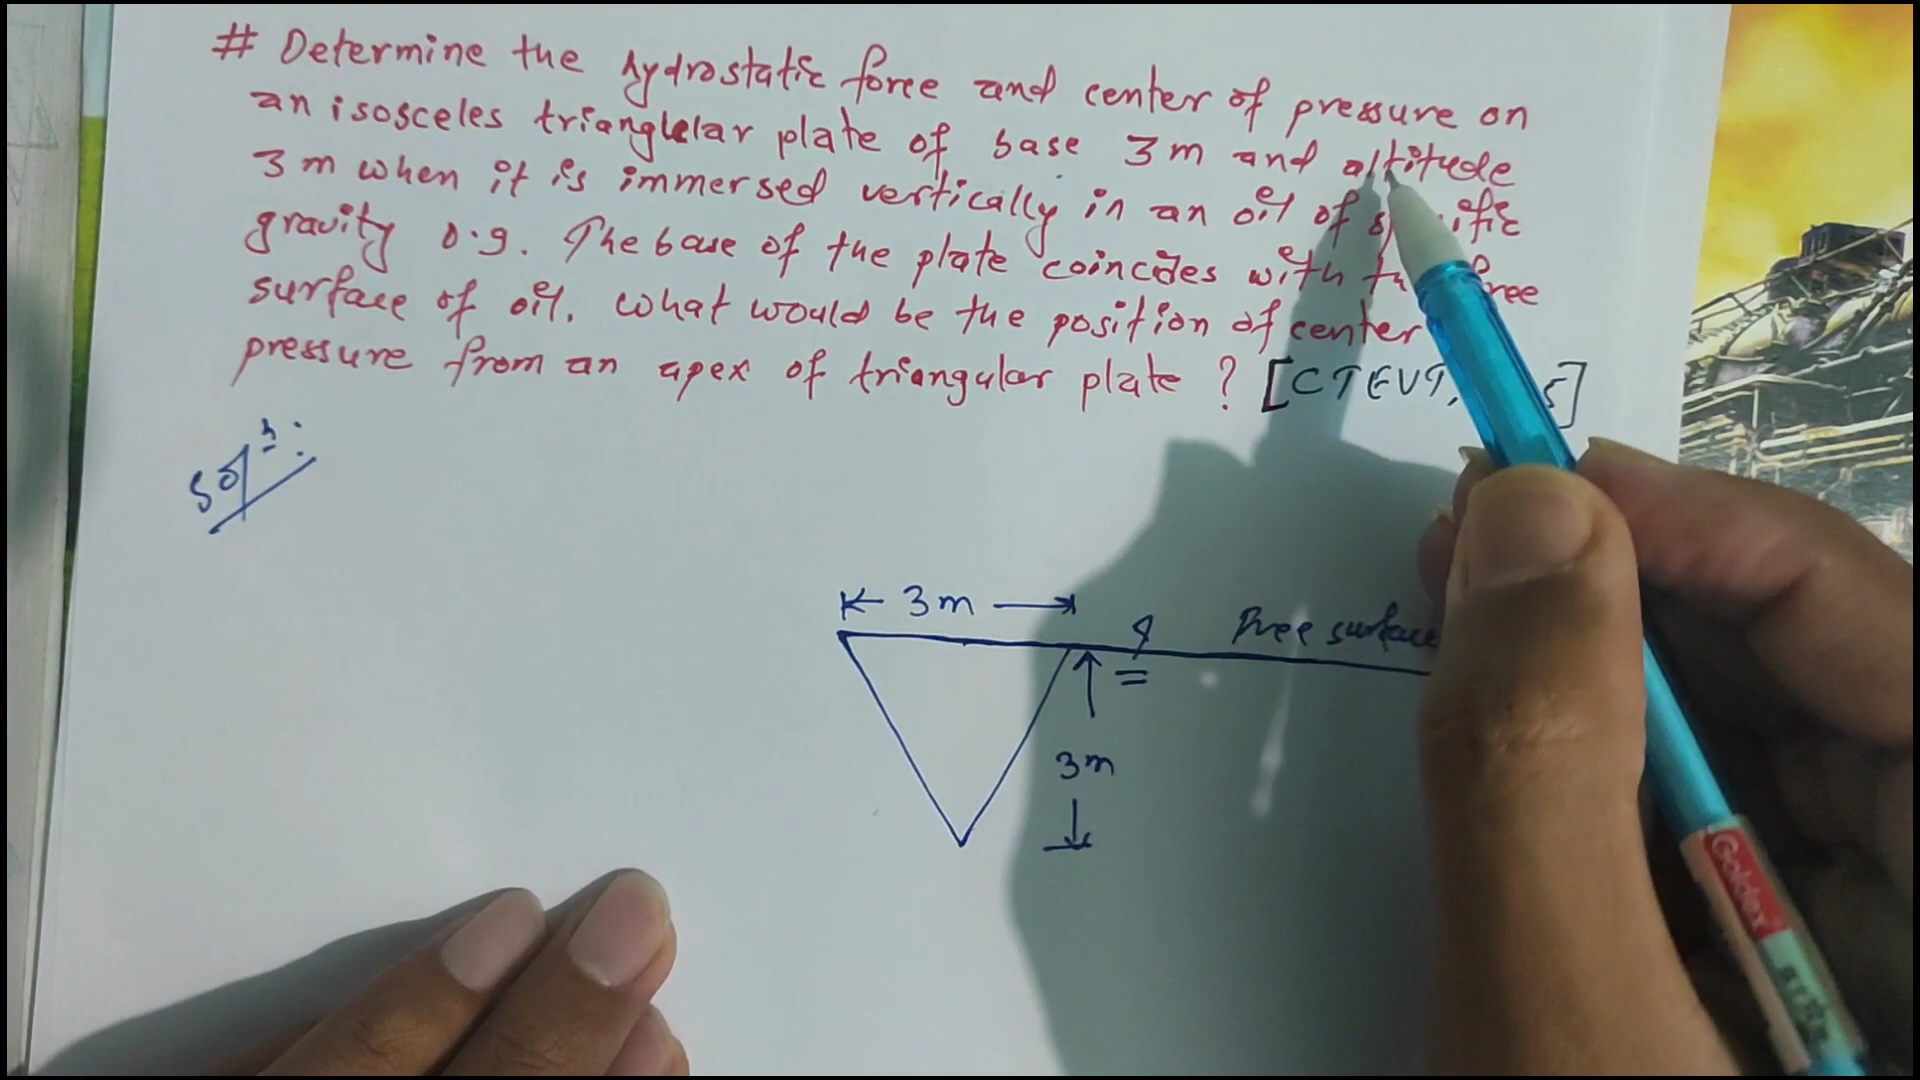 # Determine the hydrostatic force and center of pressure on
an isosceles triangular plate of base 3m and altitude
3m when it is immersed vertically in an oil of
gravity 0.9. The base of the plate coincides with
surface of oil. What would be the position of center
pressure from an apex of triangular plate ? [CTEVT,
Solⁿ:
3m
Free surface
3m
Goldex